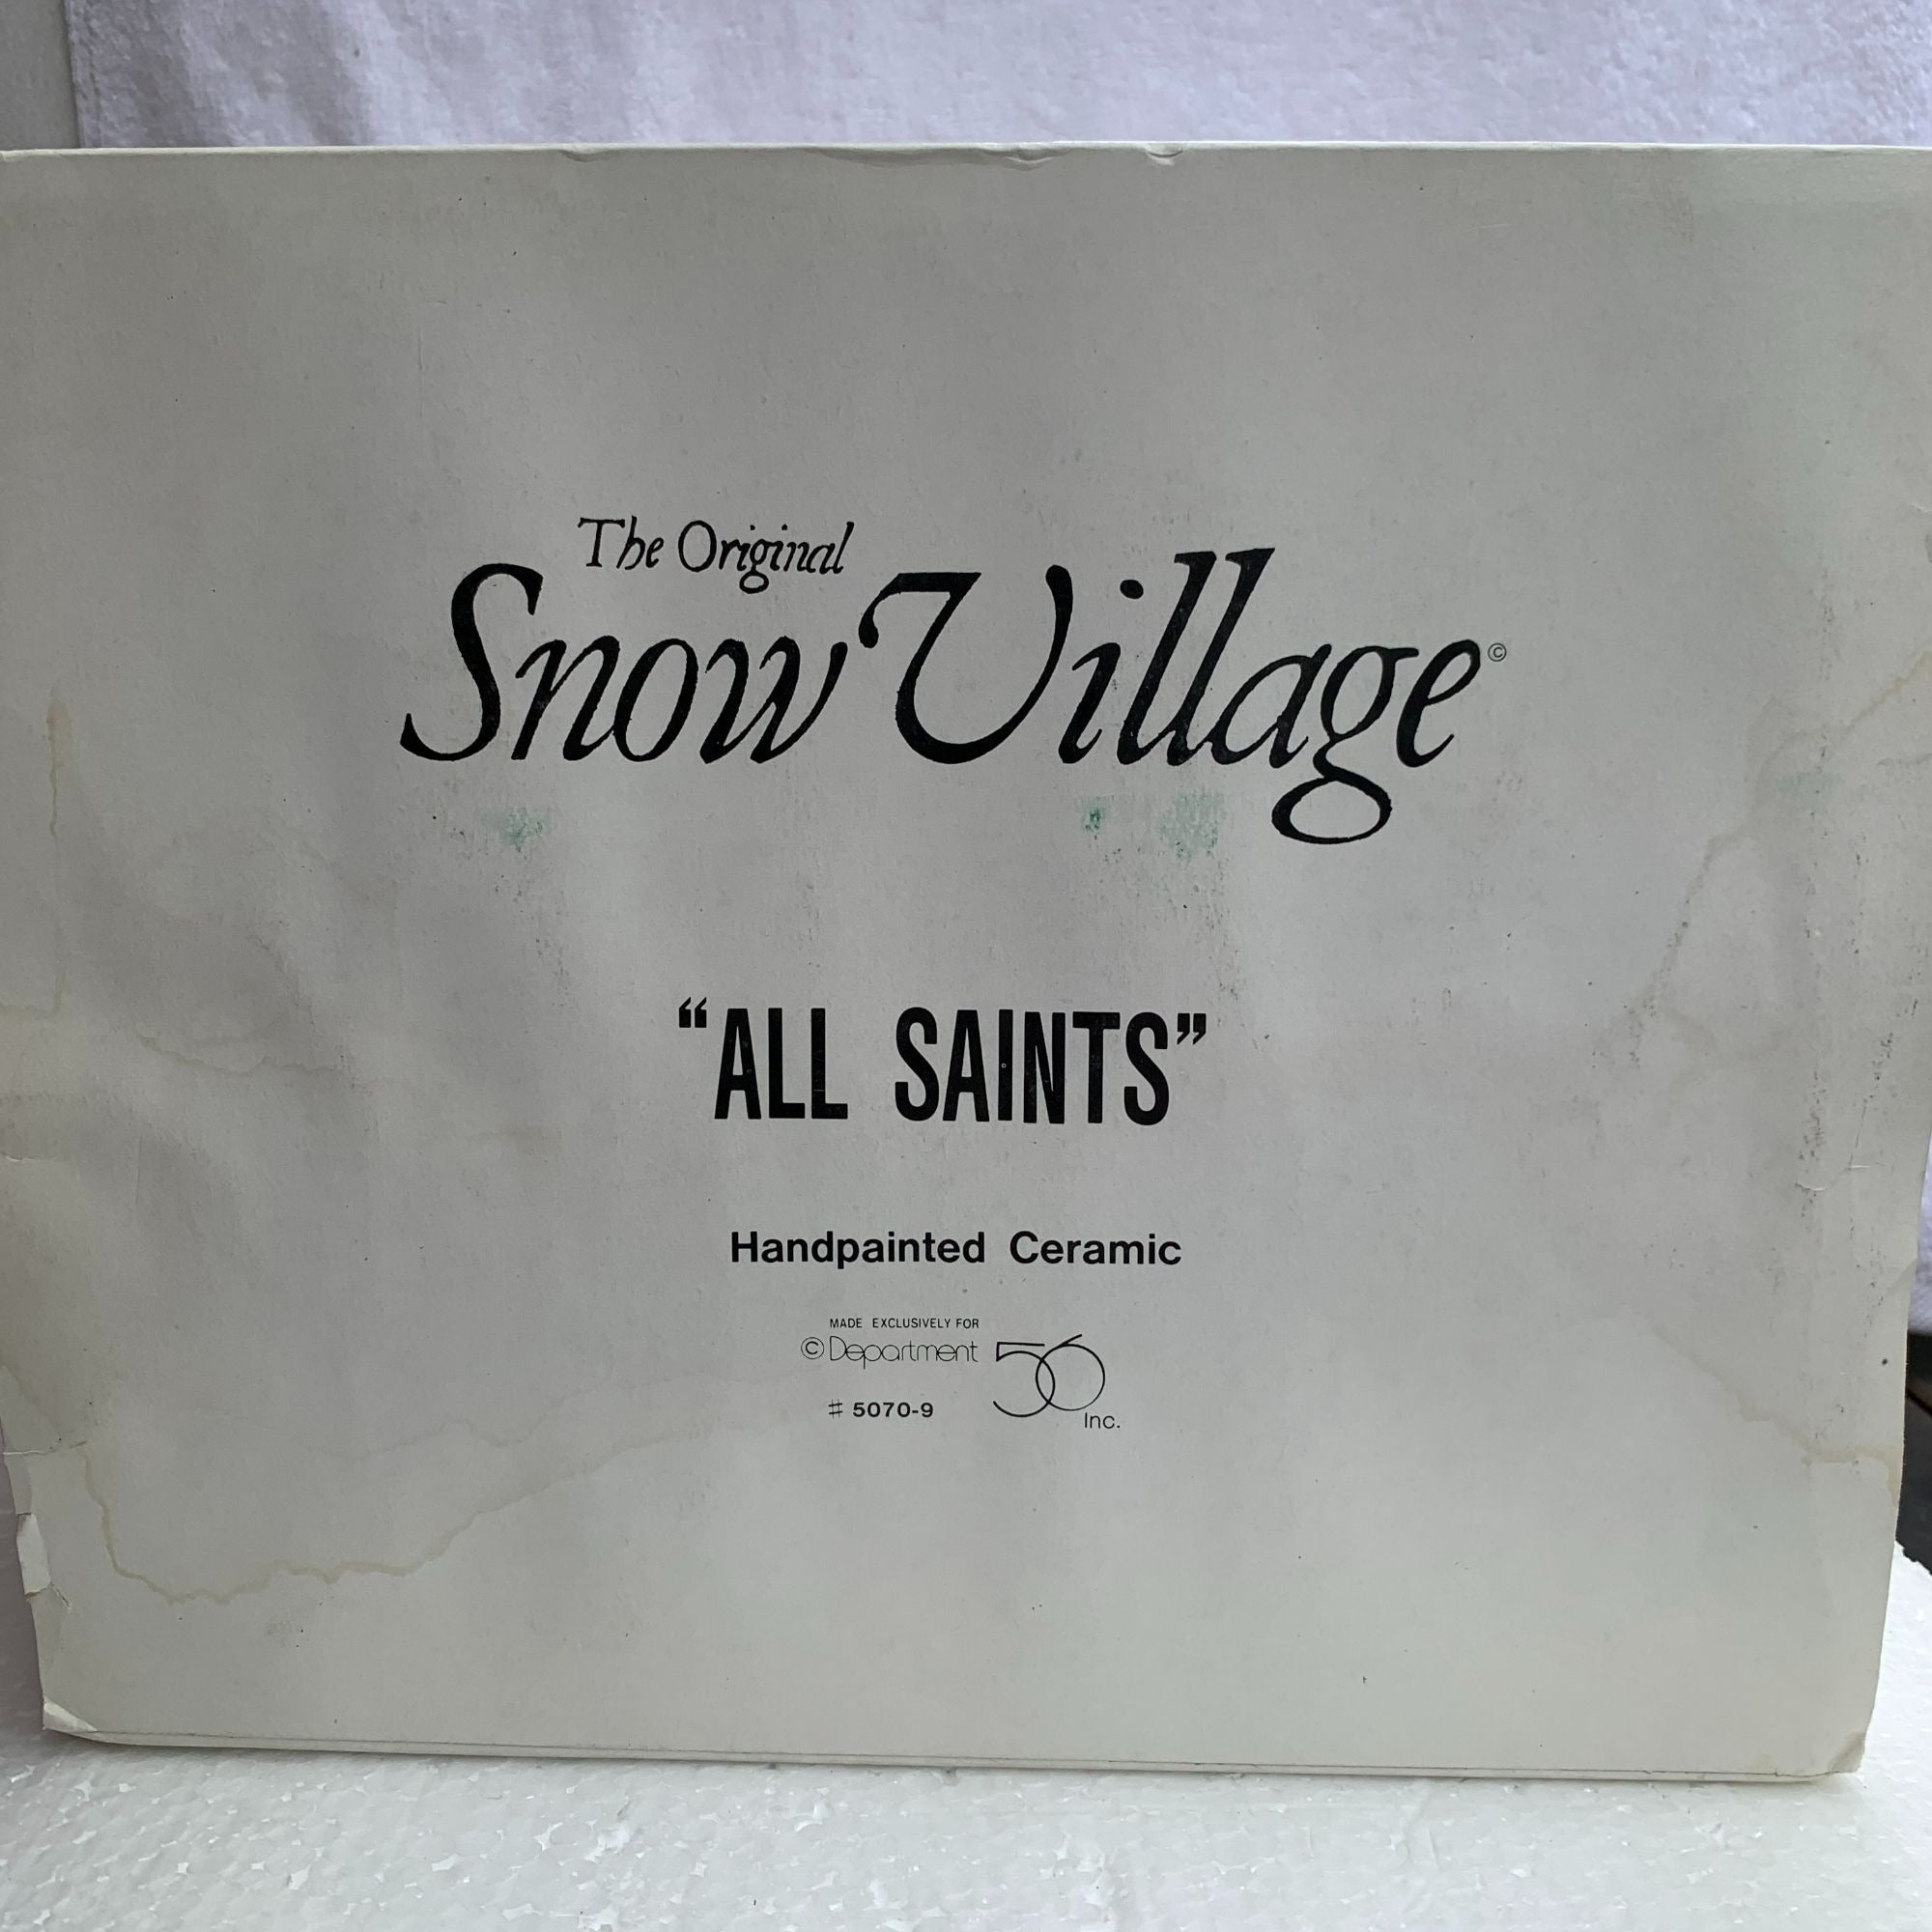 The Original
Snow Village©
“ALL SAINTS”
Handpainted Ceramic
MADE EXCLUSIVELY FOR
© Department 56
# 5070-9
Inc.